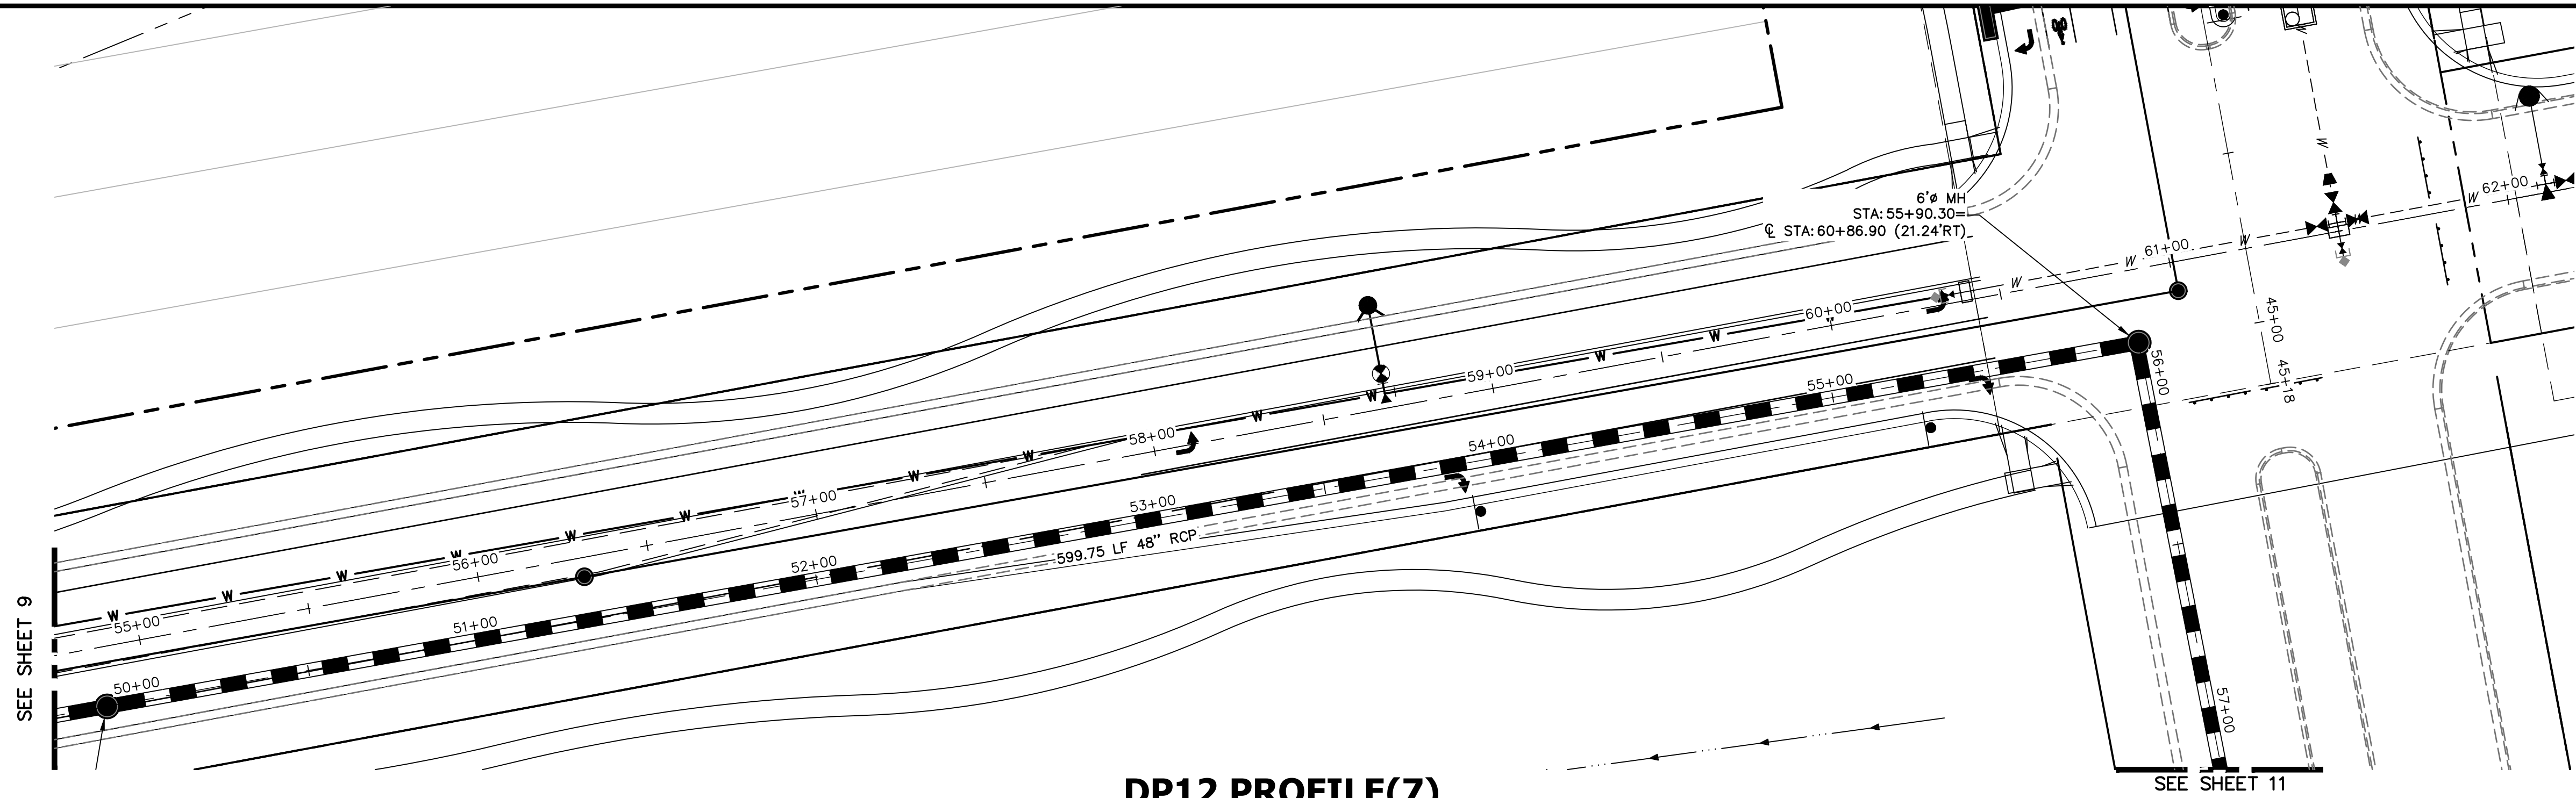 6'ø MH
STA:55+90.30=
℄ STA:60+86.90 (21.24'RT)
62+00
61+00
W
W
W
W
W
W
45+00
45+18
60+00
59+00
58+00
57+00
56+00
55+00
W
W
W
W
W
W
W
W
W
W
W
W
W
W
56+00
55+00
54+00
53+00
599.75 LF 48" RCP
52+00
51+00
50+00
57+00
SEE SHEET 9
SEE SHEET 11
DP12 PROFILE(7)